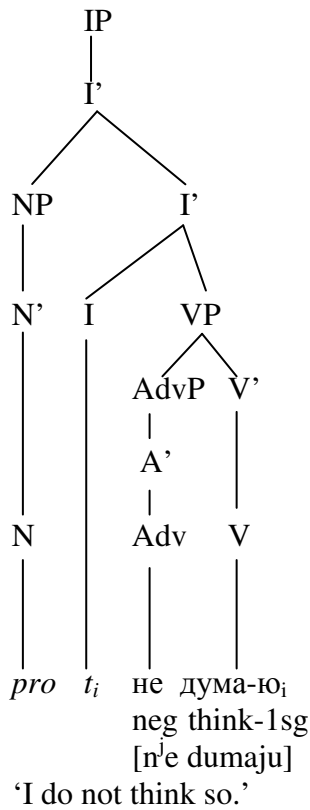 IP
I’
NP I’
N’ I VP
AdvP V’
A’
N Adv V
pro tᵢ не дума-юᵢ
neg think-1sg
[nʲe dumaju]
‘I do not think so.’